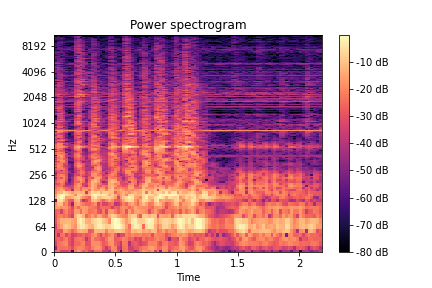 Power spectrogram
8192
4096
2048
1024
512
256
128
64
0
Hz
0
0.5
1
1.5
2
Time
-10 dB
-20 dB
-30 dB
-40 dB
-50 dB
-60 dB
-70 dB
-80 dB